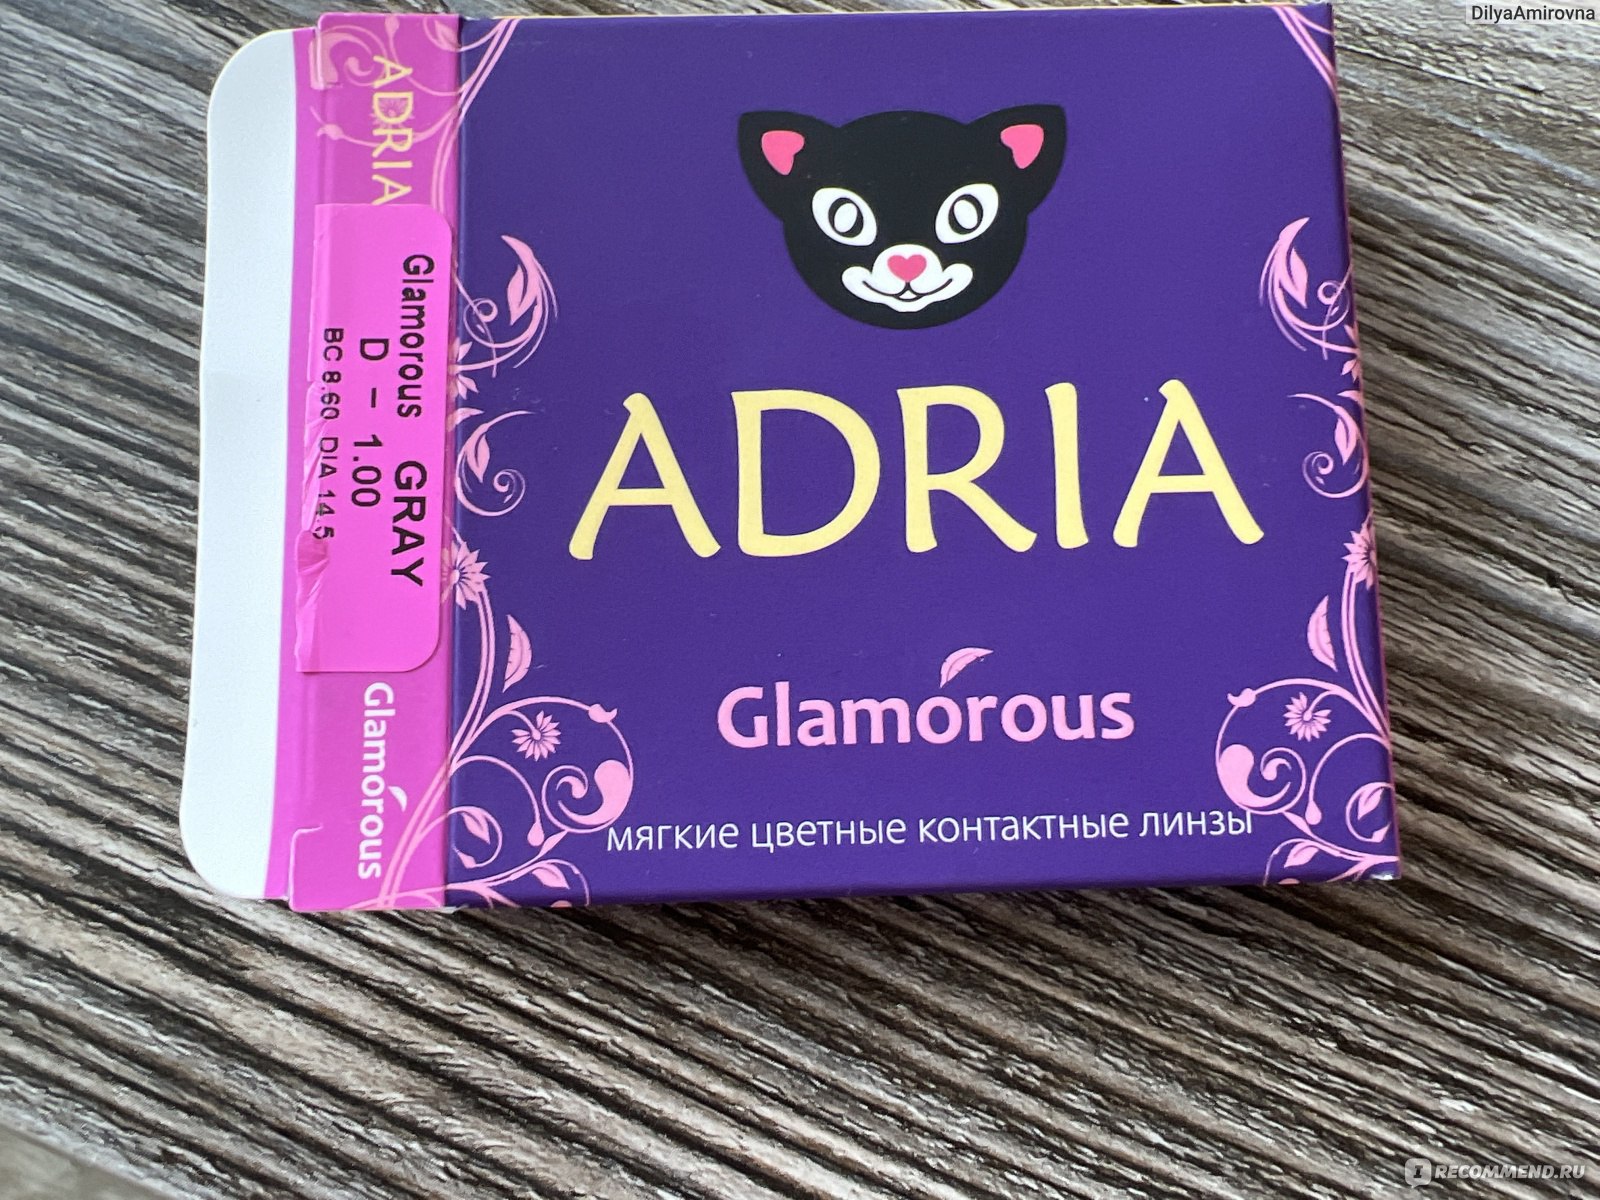 DilyaAmirovna
ADRIA
Glamorous GRAY
D - 1.00
BC 8.60 DIA 14.5
Glamorous
ADRIA
Glamorous
мягкие цветные контактные линзы
RECOMMEND.RU